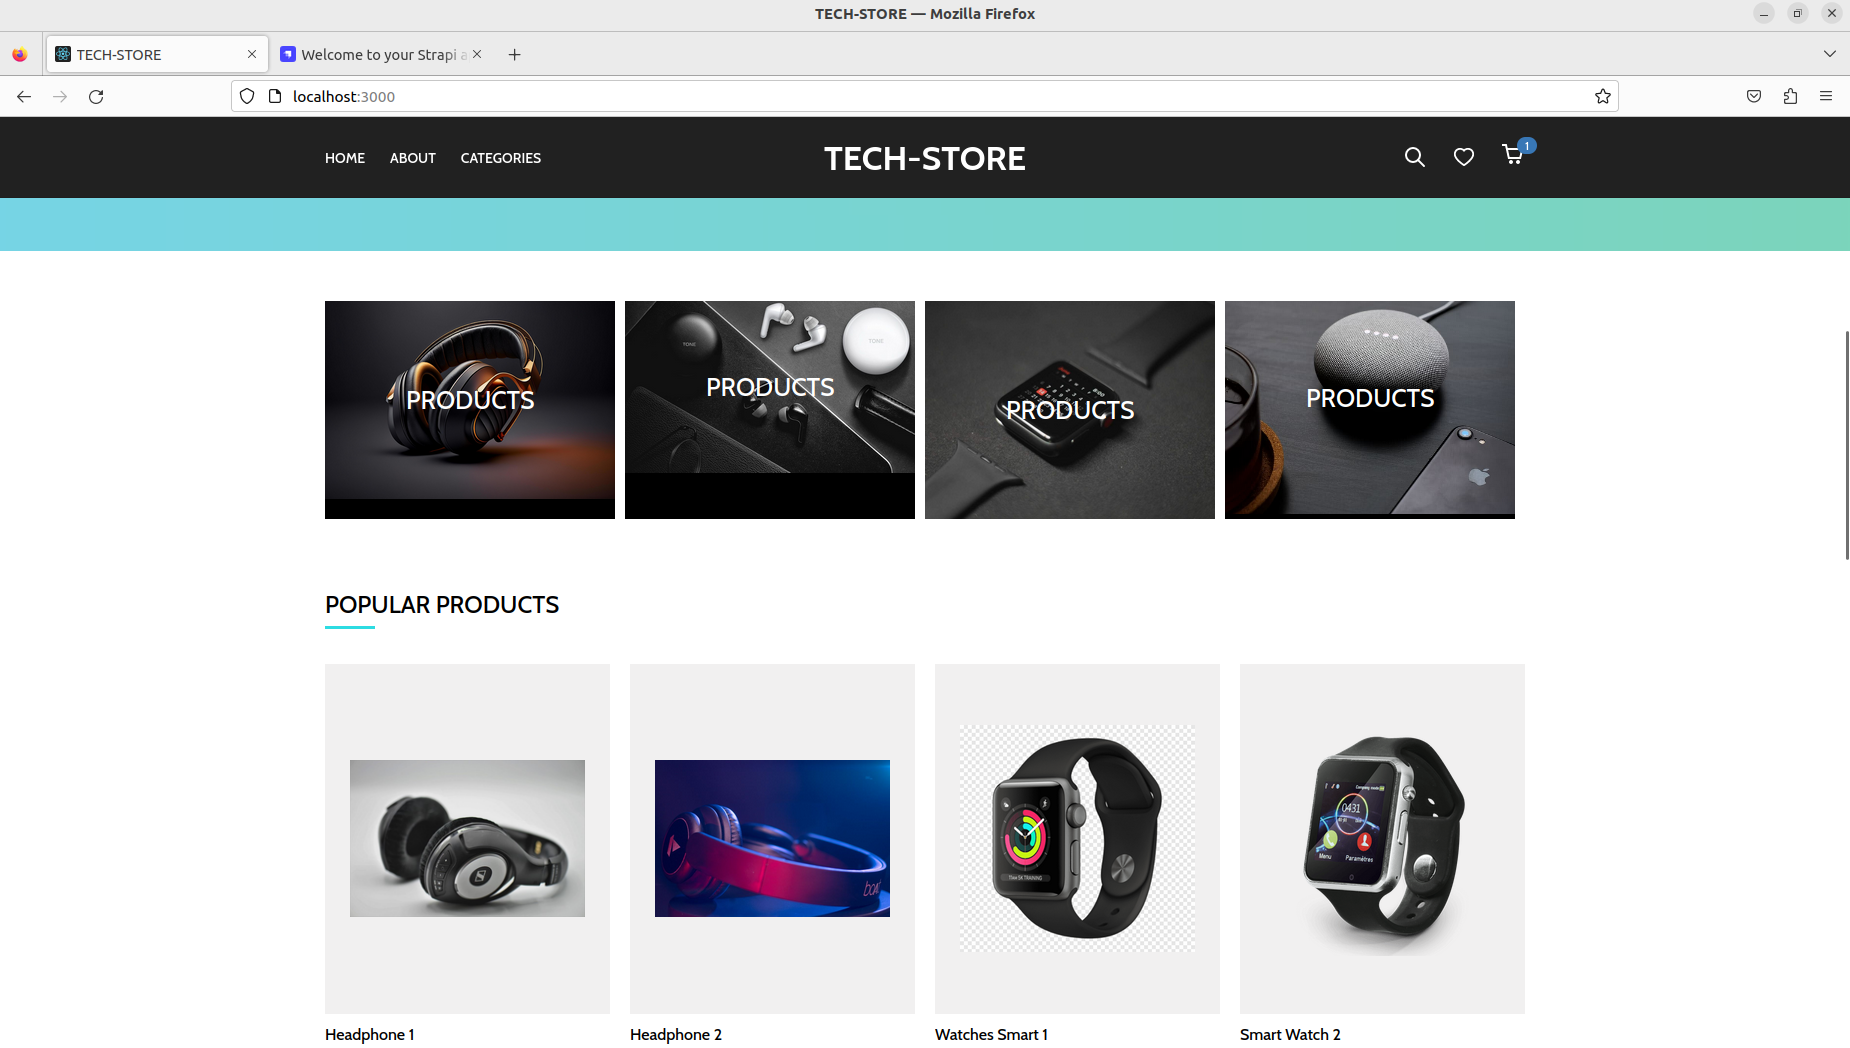 TECH-STORE — Mozilla Firefox
TECH-STORE
Welcome to your Strapi a
localhost:3000
HOME ABOUT CATEGORIES
TECH-STORE
1
PRODUCTS
PRODUCTS
PRODUCTS
PRODUCTS
POPULAR PRODUCTS
Headphone 1
Headphone 2
Watches Smart 1
Smart Watch 2